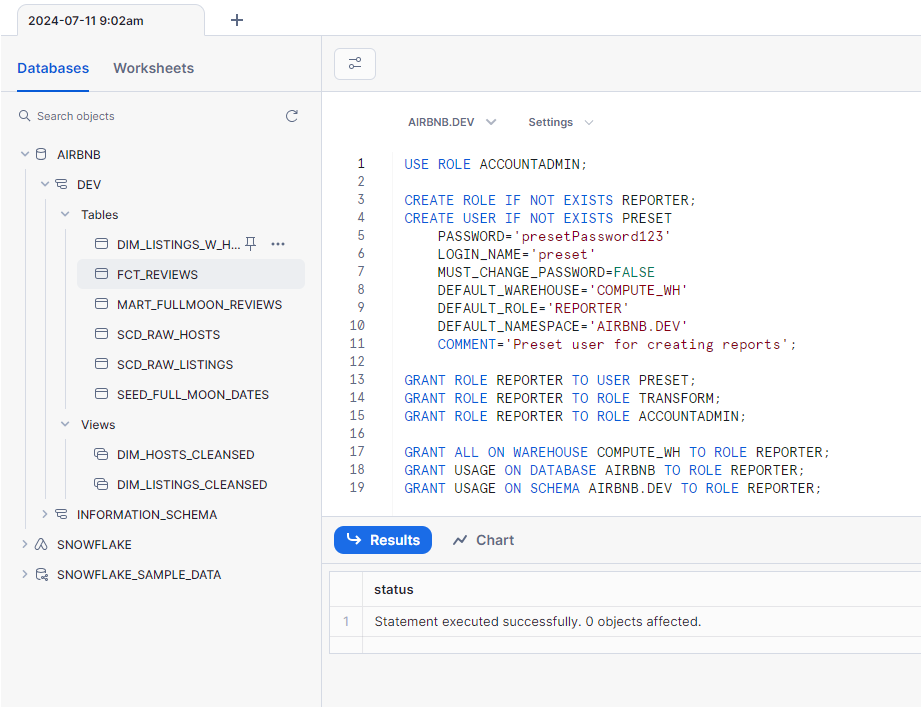 2024-07-11 9:02am
+
Databases Worksheets
Search objects
AIRBNB
DEV
Tables
DIM_LISTINGS_W_H... •••
FCT_REVIEWS
MART_FULLMOON_REVIEWS
SCD_RAW_HOSTS
SCD_RAW_LISTINGS
SEED_FULL_MOON_DATES
Views
DIM_HOSTS_CLEANSED
DIM_LISTINGS_CLEANSED
INFORMATION_SCHEMA
SNOWFLAKE
SNOWFLAKE_SAMPLE_DATA
AIRBNB.DEV Settings
1 USE ROLE ACCOUNTADMIN;
2
3 CREATE ROLE IF NOT EXISTS REPORTER;
4 CREATE USER IF NOT EXISTS PRESET
5 PASSWORD='presetPassword123'
6 LOGIN_NAME='preset'
7 MUST_CHANGE_PASSWORD=FALSE
8 DEFAULT_WAREHOUSE='COMPUTE_WH'
9 DEFAULT_ROLE='REPORTER'
10 DEFAULT_NAMESPACE='AIRBNB.DEV'
11 COMMENT='Preset user for creating reports';
12
13 GRANT ROLE REPORTER TO USER PRESET;
14 GRANT ROLE REPORTER TO ROLE TRANSFORM;
15 GRANT ROLE REPORTER TO ROLE ACCOUNTADMIN;
16
17 GRANT ALL ON WAREHOUSE COMPUTE_WH TO ROLE REPORTER;
18 GRANT USAGE ON DATABASE AIRBNB TO ROLE REPORTER;
19 GRANT USAGE ON SCHEMA AIRBNB.DEV TO ROLE REPORTER;
Results Chart
status
1 Statement executed successfully. 0 objects affected.